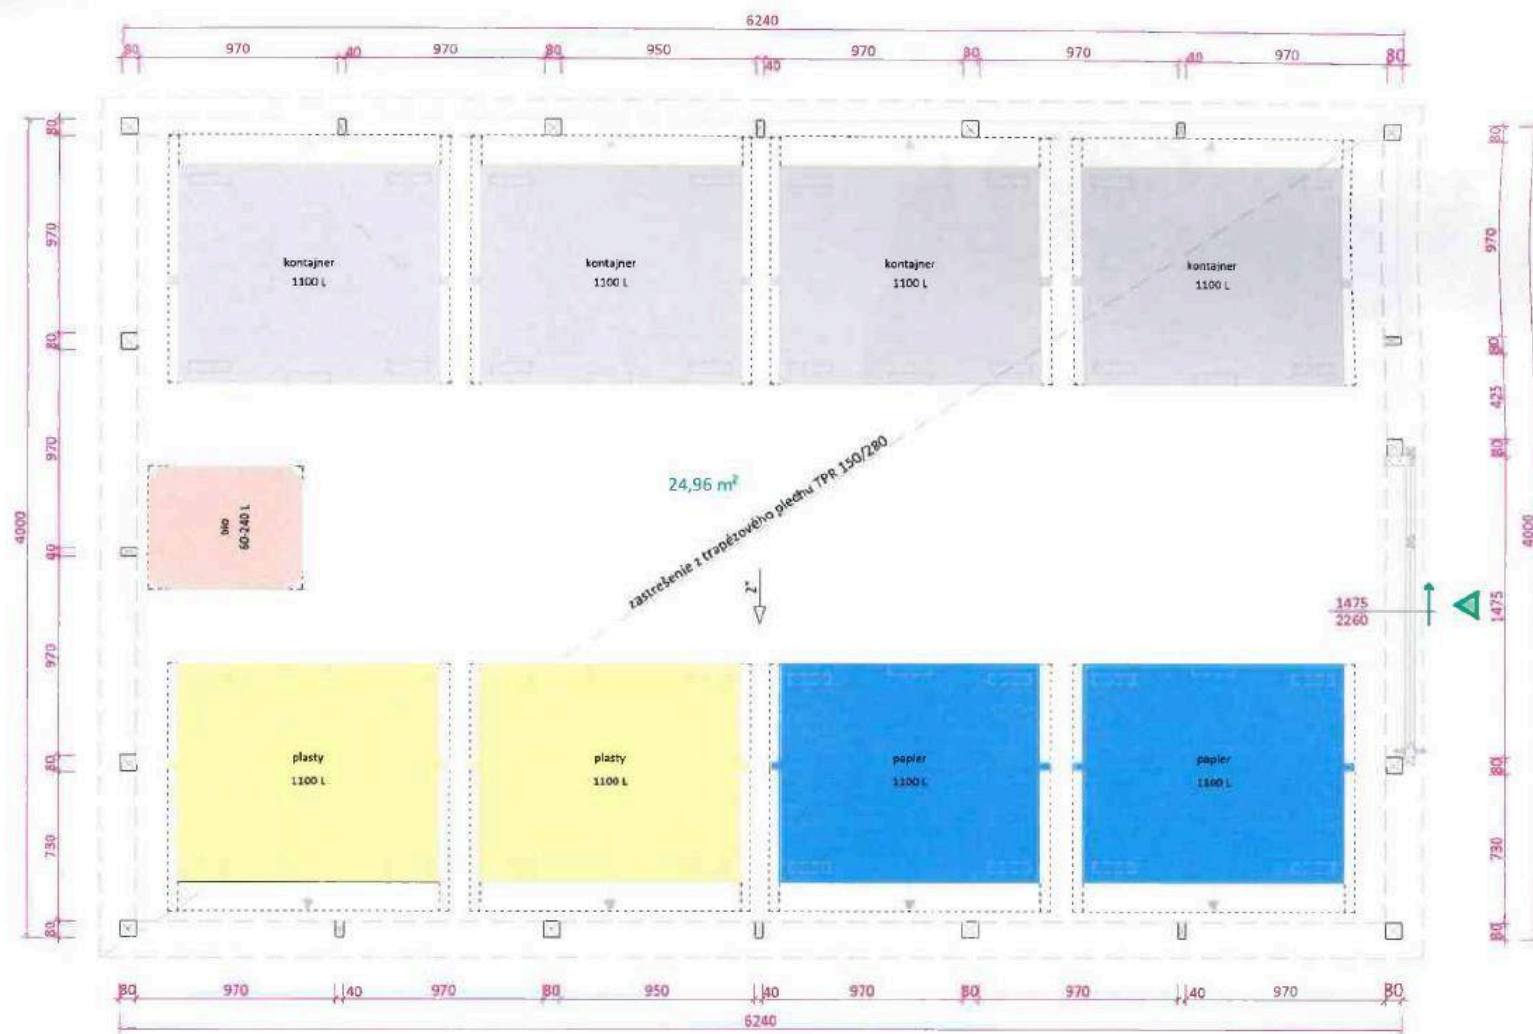 6240
80 970 40 970 80 950 40 970 80 970 40 970 80
80 970 80 970 40 970 80 730 80
4000
80 970 80 425 80 1475 80 730 80
4000
kontajner
1100 L
kontajner
1100 L
kontajner
1100 L
kontajner
1100 L
bio
60-240 L
24,96 m²
zastrešenie z trapézového plechu TPR 150/280
2°
1475
2260
plasty
1100 L
plasty
1100 L
papier
1100 L
papier
1100 L
80 970 40 970 80 950 40 970 80 970 40 970 80
6240